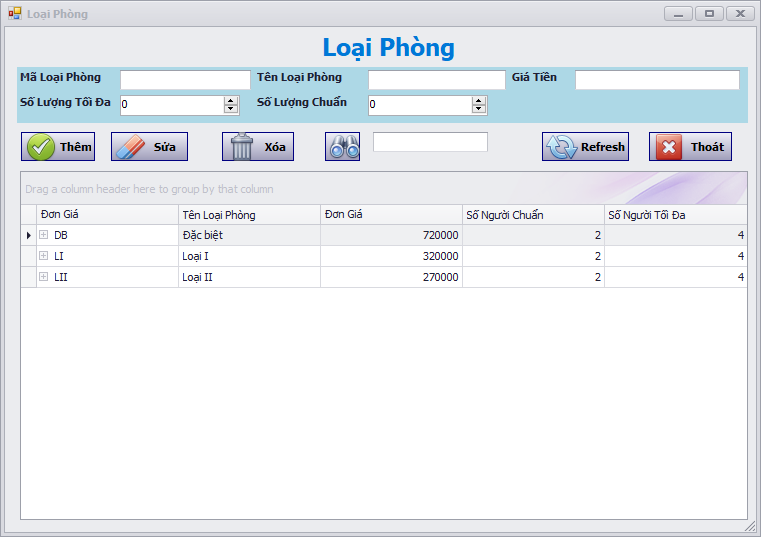 Loại Phòng
Loại Phòng
Mã Loại Phòng Tên Loại Phòng Giá Tiền
Số Lượng Tối Đa 0 Số Lượng Chuẩn 0
Thêm Sửa Xóa Refresh Thoát
Drag a column header here to group by that column
Đơn Giá Tên Loại Phòng Đơn Giá Số Người Chuẩn Số Người Tối Đa
DB Đặc biệt 720000 2 4
LI Loại I 320000 2 4
LII Loại II 270000 2 4